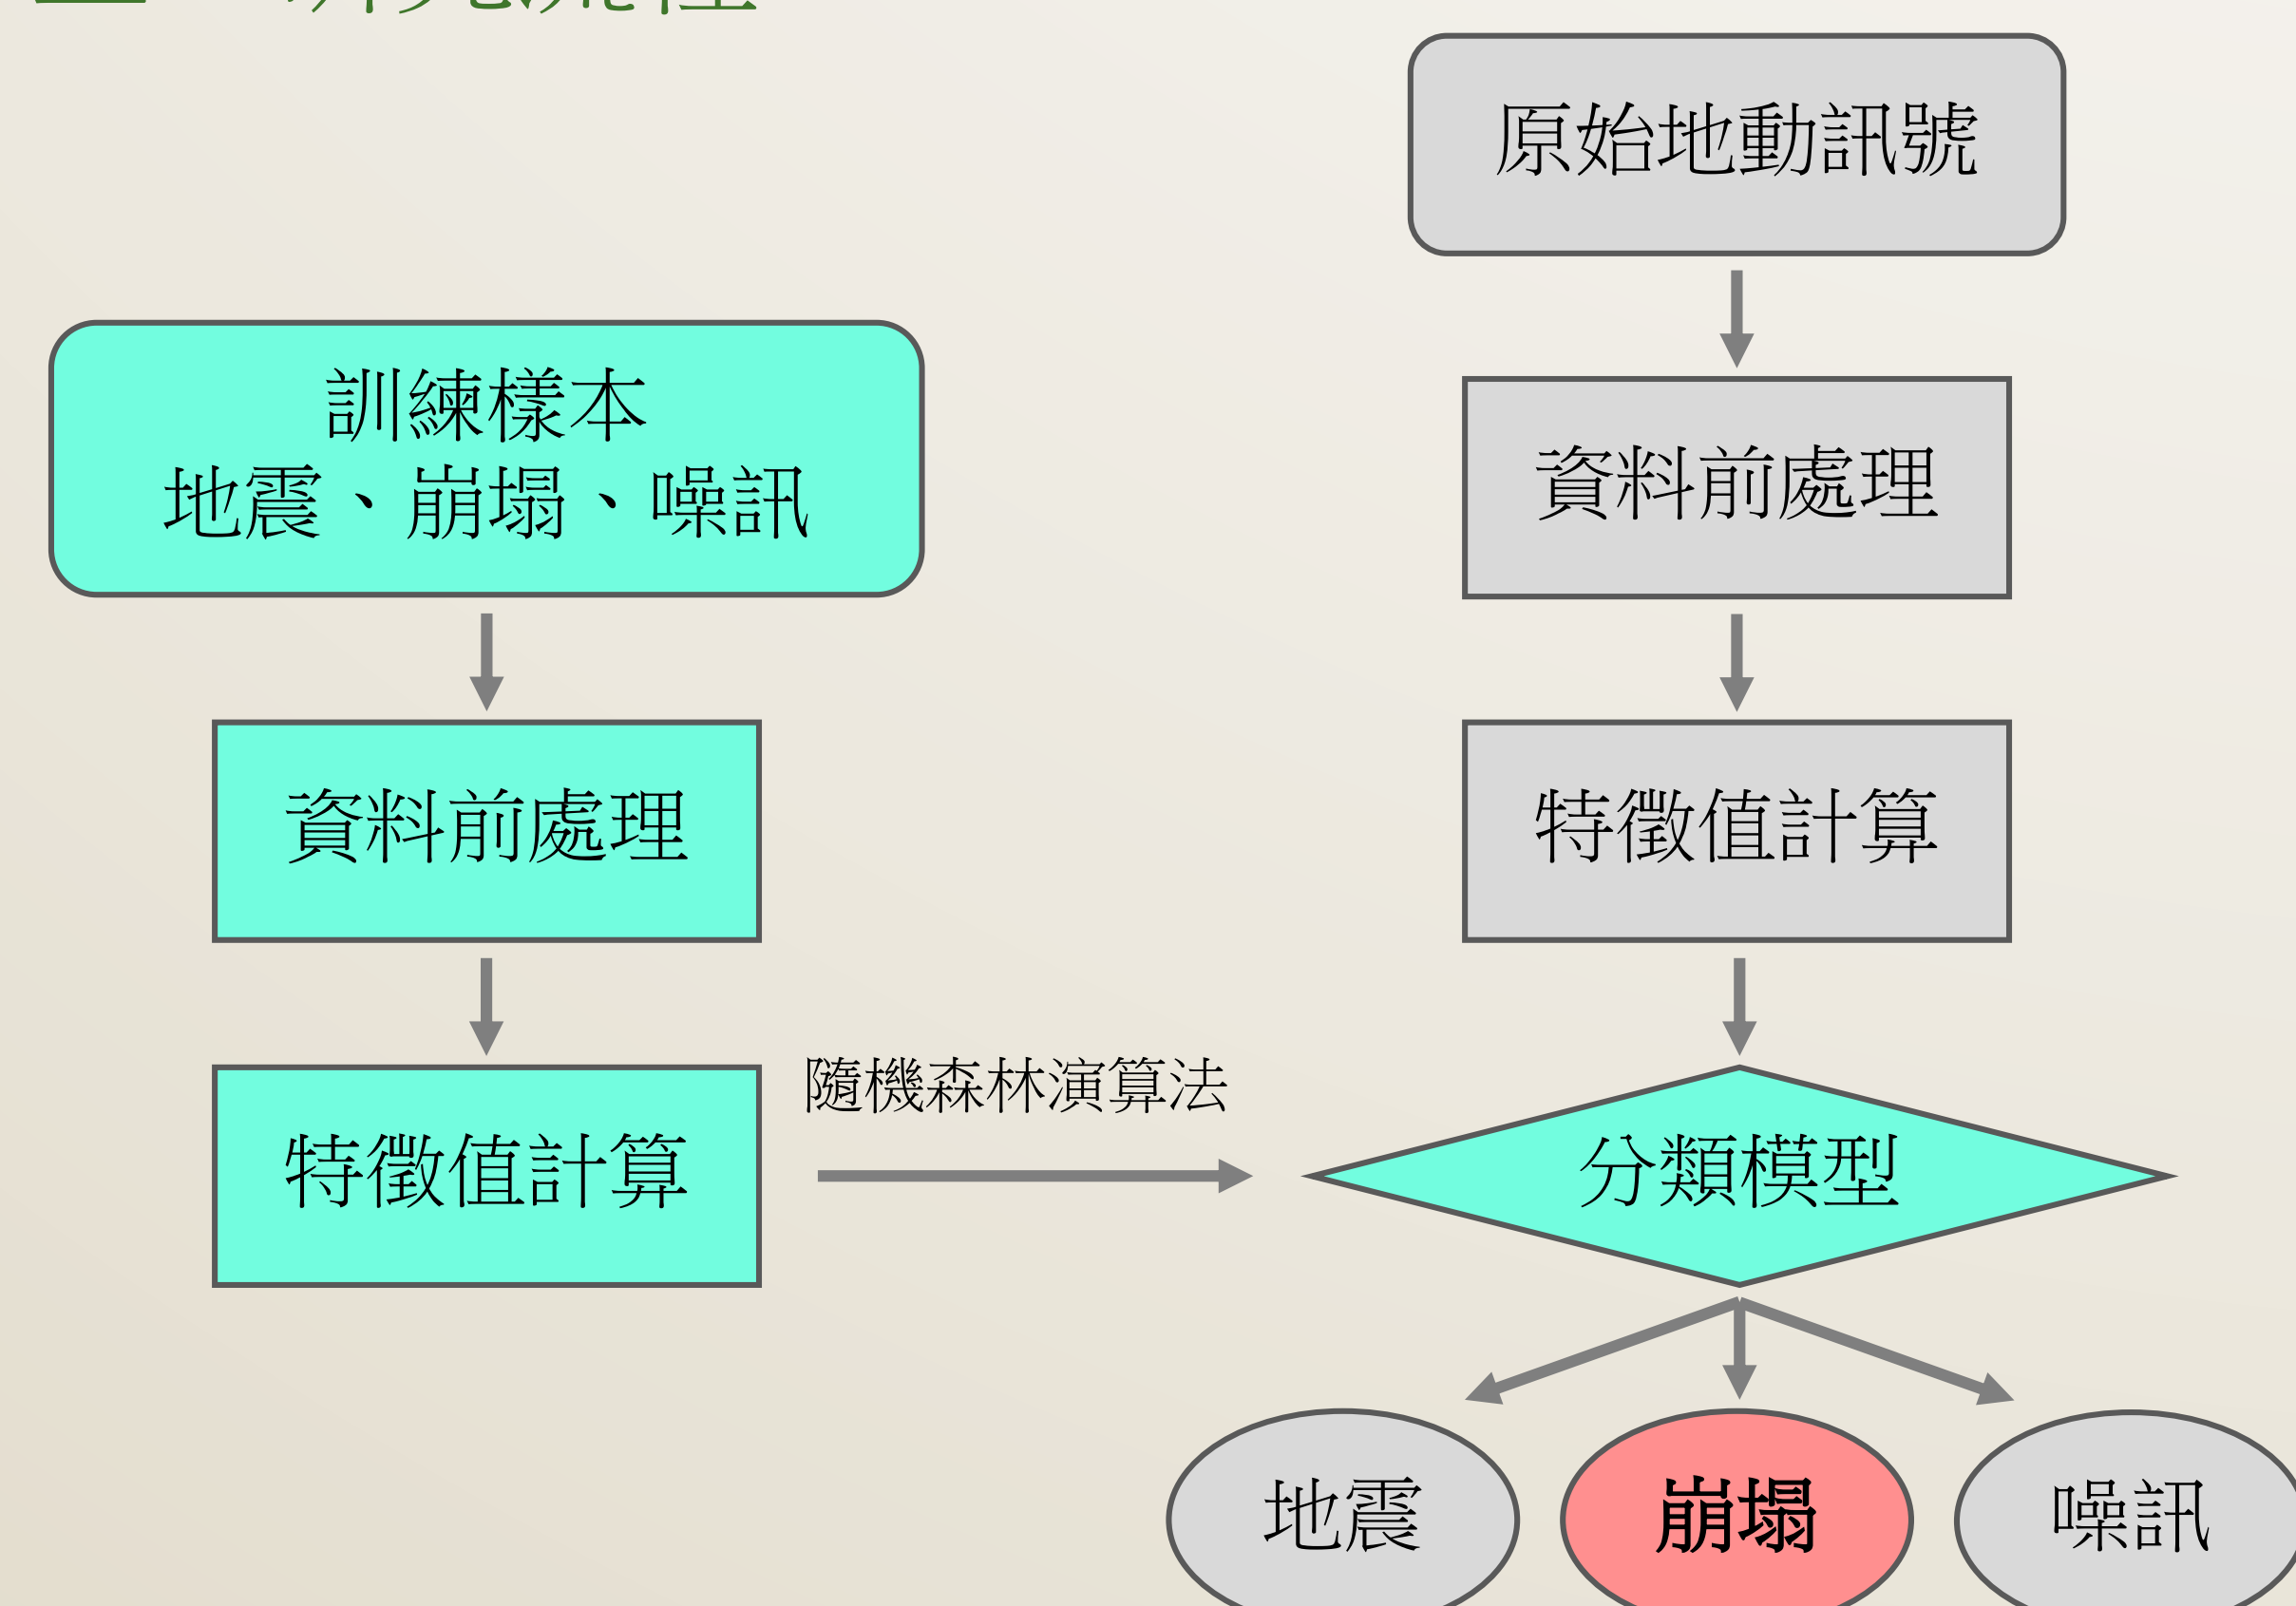 原始地動訊號
訓練樣本
地震、崩塌、噪訊
資料前處理
資料前處理
特徵值計算
特徵值計算
隨機森林演算法
分類模型
地震
崩塌
噪訊